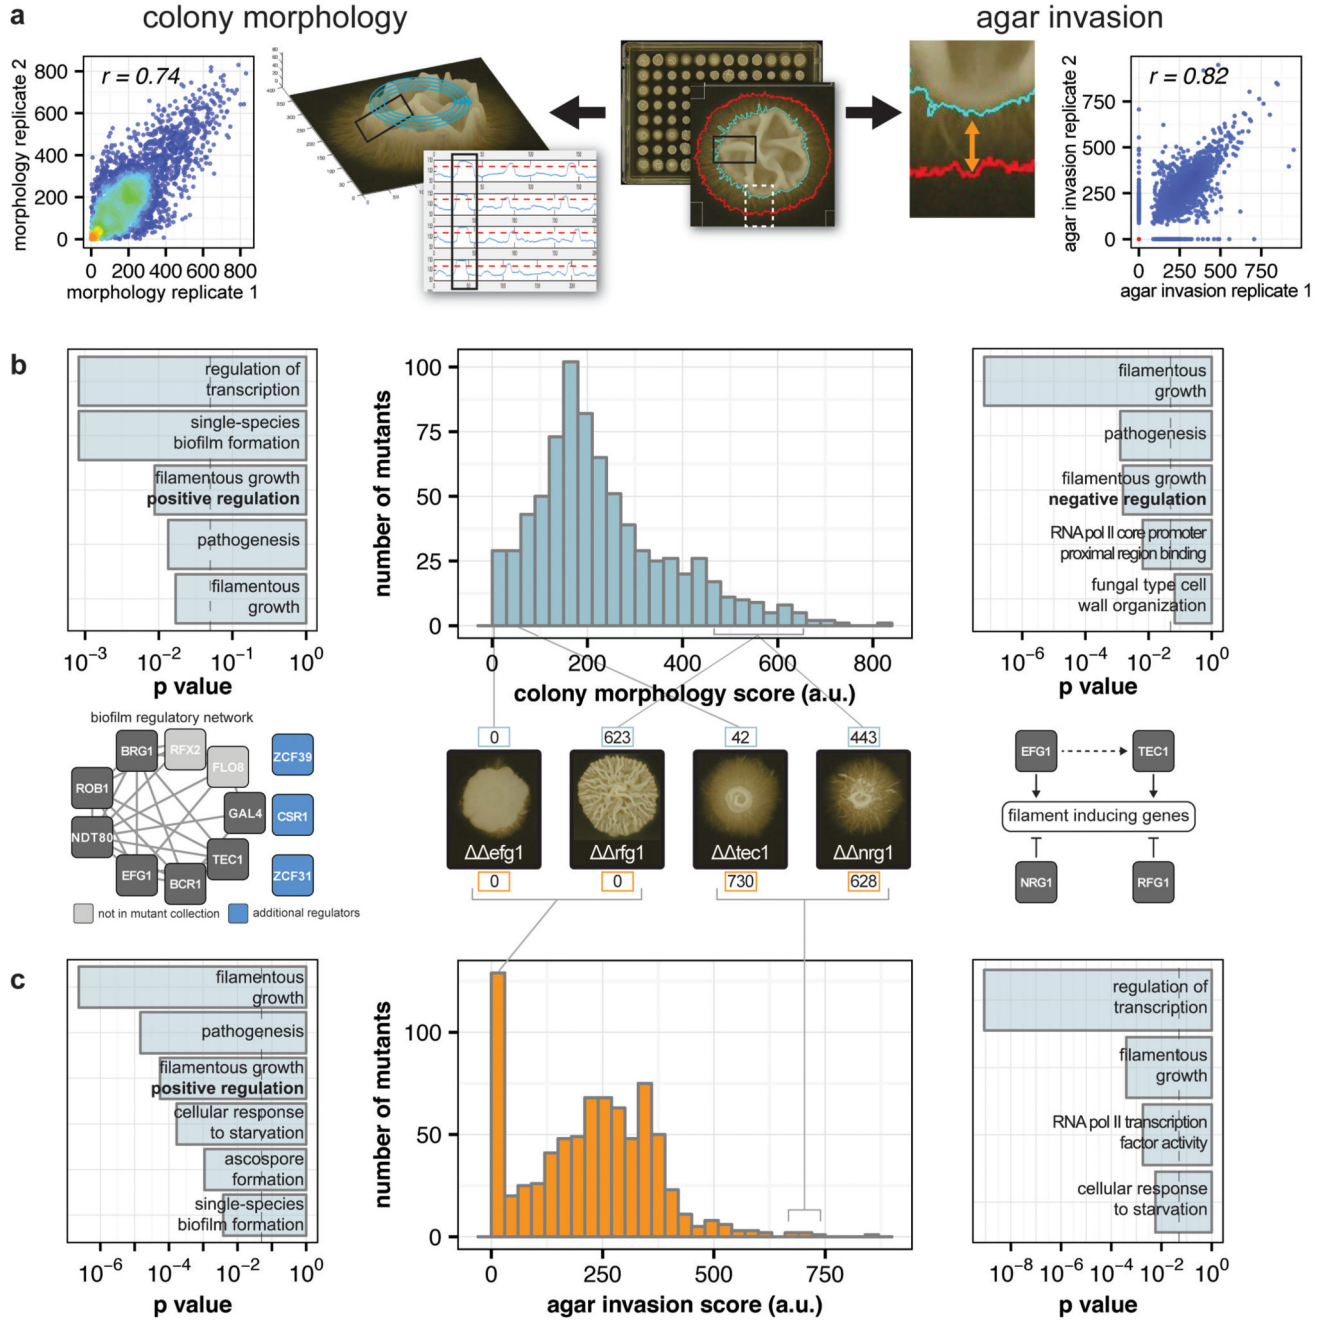 a
colony morphology
agar invasion
morphology replicate 2
800
600
400
200
0
r = 0.74
0 200 400 600 800
morphology replicate 1
agar invasion replicate 2
750
500
250
0
r = 0.82
0 250 500 750
agar invasion replicate 1
b
regulation of
transcription
single-species
biofilm formation
filamentous growth
positive regulation
pathogenesis
filamentous
growth
10⁻³ 10⁻² 10⁻¹ 10⁰
p value
number of mutants
100
75
50
25
0
0 200 400 600 800
colony morphology score (a.u.)
filamentous
growth
pathogenesis
filamentous growth
negative regulation
RNA pol II core promoter
proximal region binding
fungal type cell
wall organization
10⁻⁶ 10⁻⁴ 10⁻² 10⁰
p value
biofilm regulatory network
BRG1
RFX2
FLO8
ROB1
GAL4
NDT80
TEC1
EFG1
BCR1
ZCF39
CSR1
ZCF31
not in mutant collection
additional regulators
0 623 42 443
ΔΔefg1 ΔΔrfg1 ΔΔtec1 ΔΔnrg1
0 0 730 628
EFG1 TEC1
filament inducing genes
NRG1 RFG1
c
filamentous
growth
pathogenesis
filamentous growth
positive regulation
cellular response
to starvation
ascospore
formation
single-species
biofilm formation
10⁻⁶ 10⁻⁴ 10⁻² 10⁰
p value
number of mutants
100
50
0
0 250 500 750
agar invasion score (a.u.)
regulation of
transcription
filamentous
growth
RNA pol II transcription
factor activity
cellular response
to starvation
10⁻⁸ 10⁻⁶ 10⁻⁴ 10⁻² 10⁰
p value